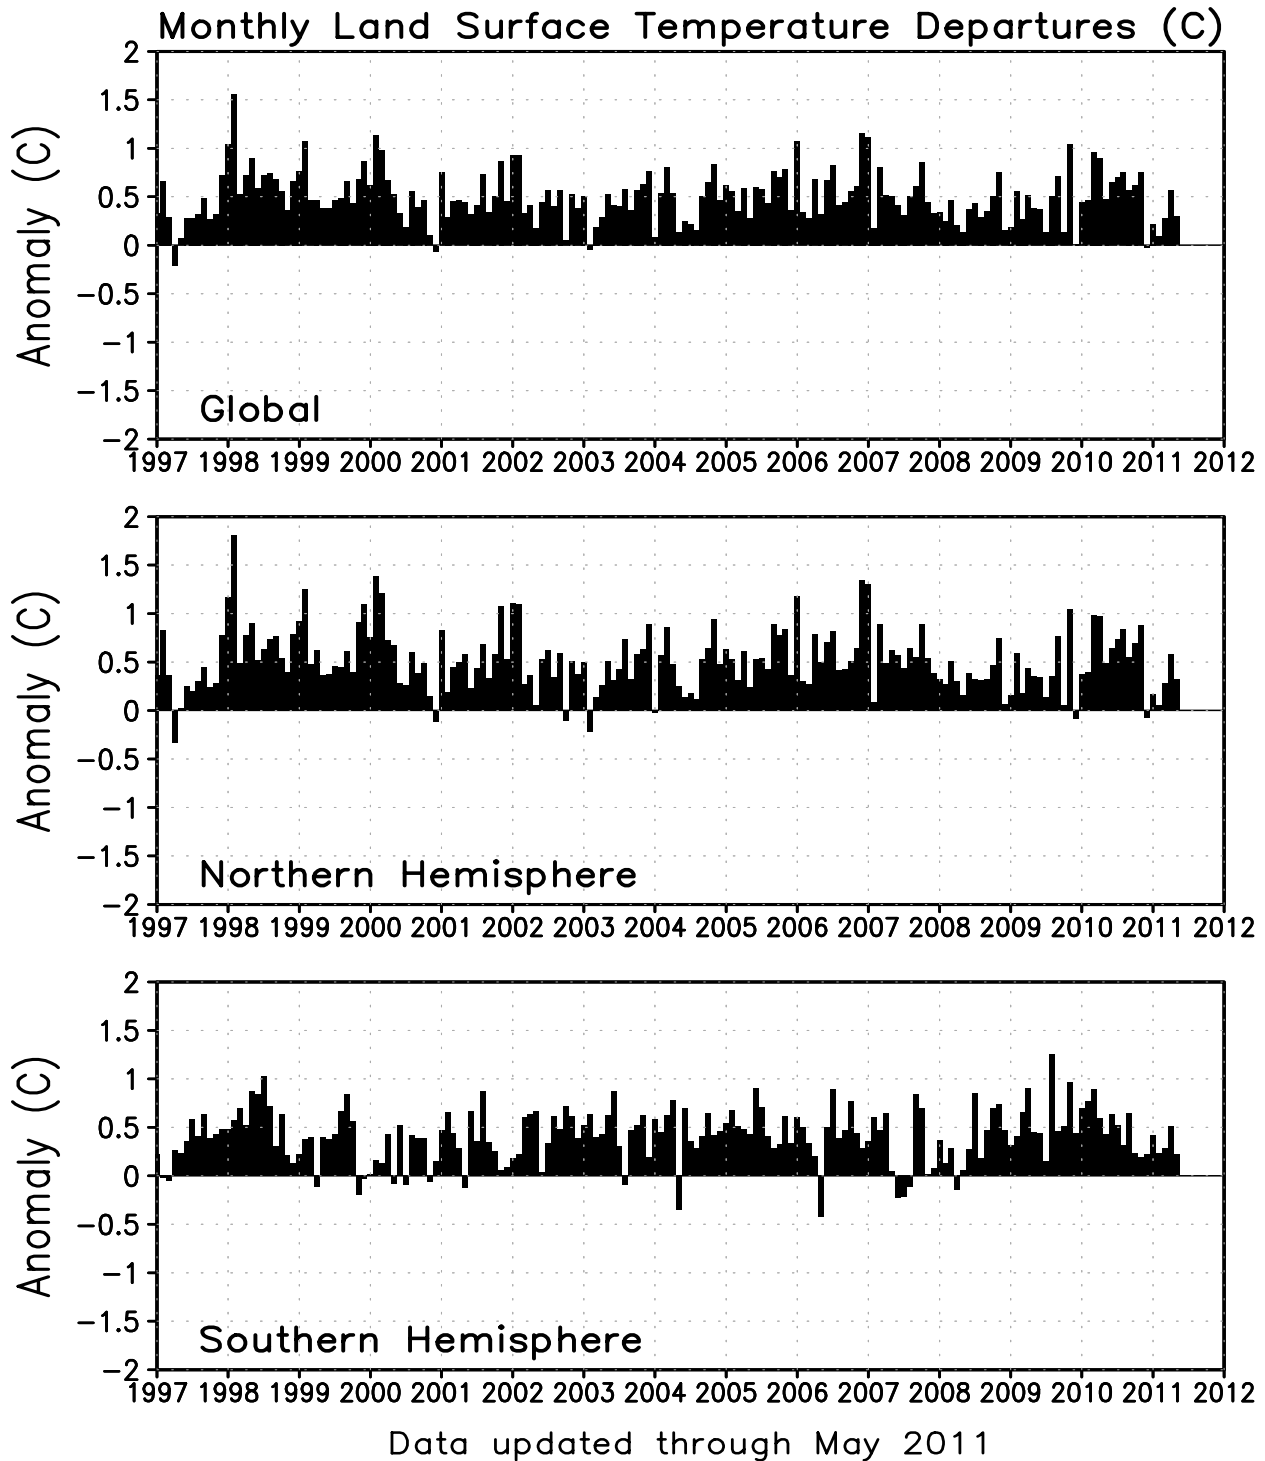 Monthly Land Surface Temperature Departures (C)
2
1.5
1
0.5
0
−0.5
−1
−1.5
−2
Anomaly (C)
Global
1997 1998 1999 2000 2001 2002 2003 2004 2005 2006 2007 2008 2009 2010 2011 2012
2
1.5
1
0.5
0
−0.5
−1
−1.5
−2
Anomaly (C)
Northern Hemisphere
1997 1998 1999 2000 2001 2002 2003 2004 2005 2006 2007 2008 2009 2010 2011 2012
2
1.5
1
0.5
0
−0.5
−1
−1.5
−2
Anomaly (C)
Southern Hemisphere
1997 1998 1999 2000 2001 2002 2003 2004 2005 2006 2007 2008 2009 2010 2011 2012
Data updated through May 2011